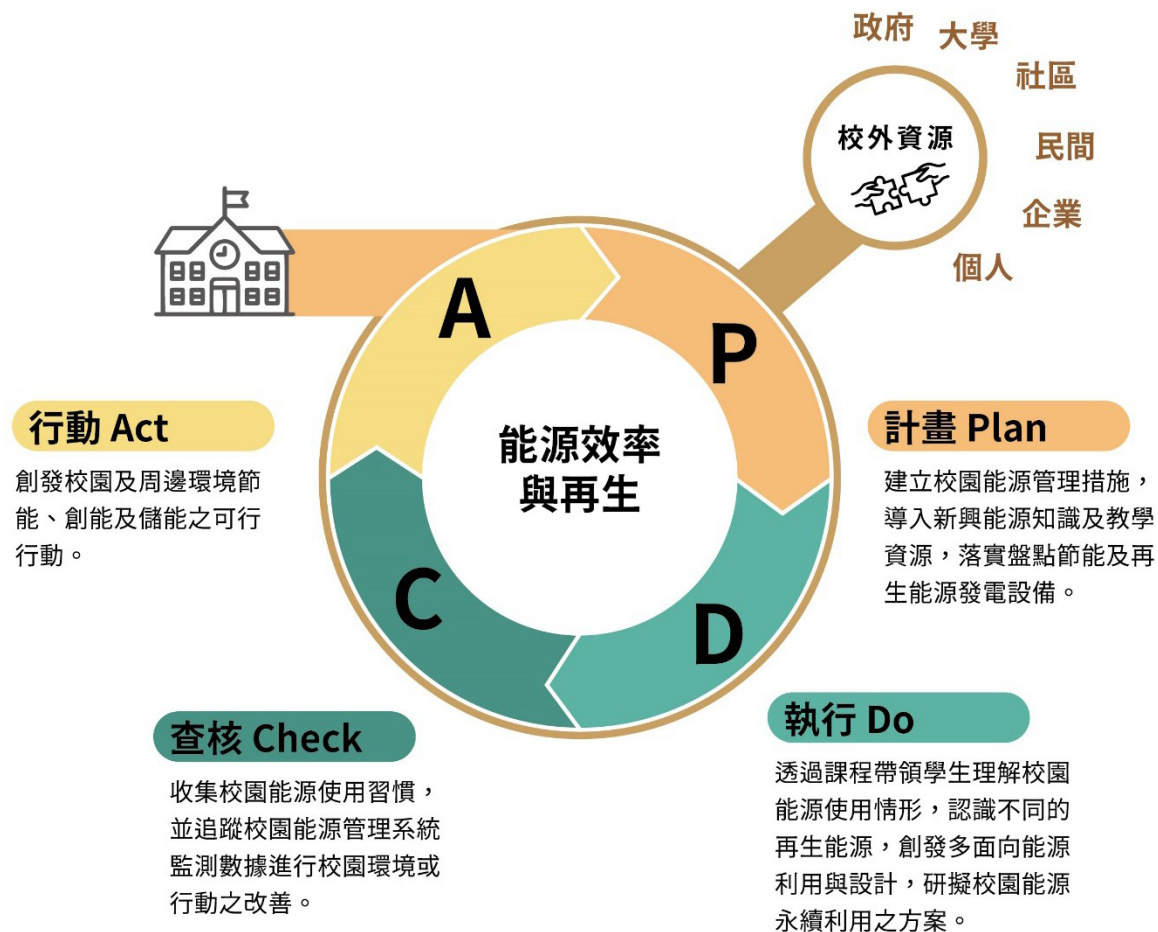 政府
大學
社區
民間
企業
個人
校外資源
A
P
D
C
能源效率
與再生
行動 Act
創發校園及周邊環境節
能、創能及儲能之可行
行動。
計畫 Plan
建立校園能源管理措施，
導入新興能源知識及教學
資源，落實盤點節能及再
生能源發電設備。
查核 Check
收集校園能源使用習慣，
並追蹤校園能源管理系統
監測數據進行校園環境或
行動之改善。
執行 Do
透過課程帶領學生理解校園
能源使用情形，認識不同的
再生能源，創發多面向能源
利用與設計，研擬校園能源
永續利用之方案。